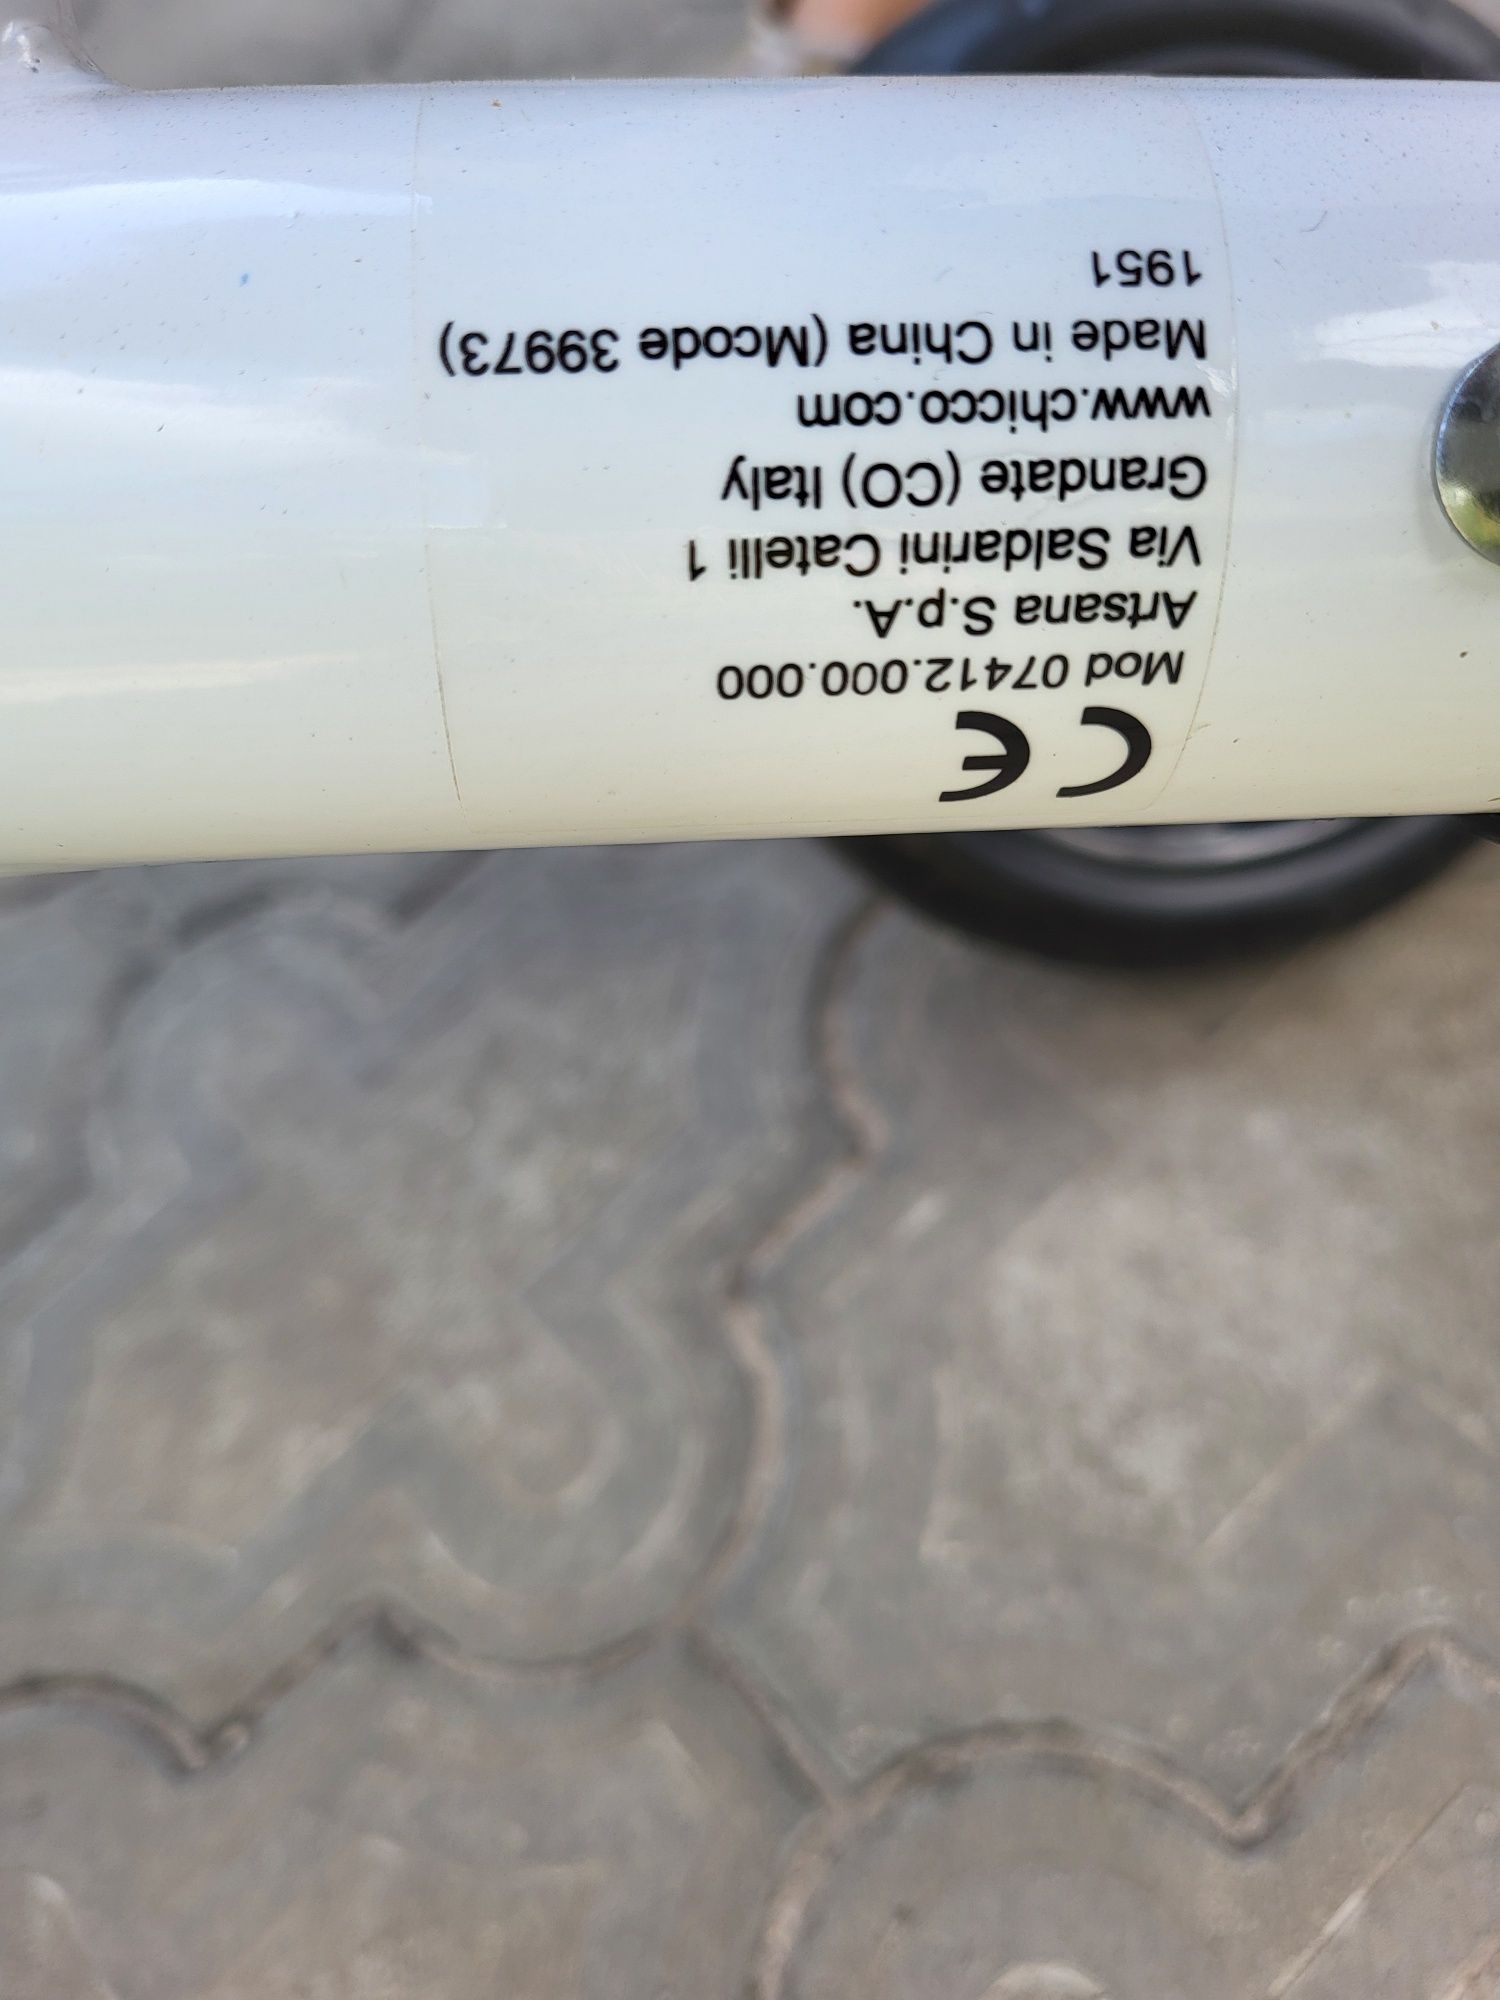 CE
Mod 07412.000.000
Artsana S.p.A.
Via Saldarini Catelli 1
Grandate (CO) Italy
www.chicco.com
Made in China (Mcode 39973)
1951